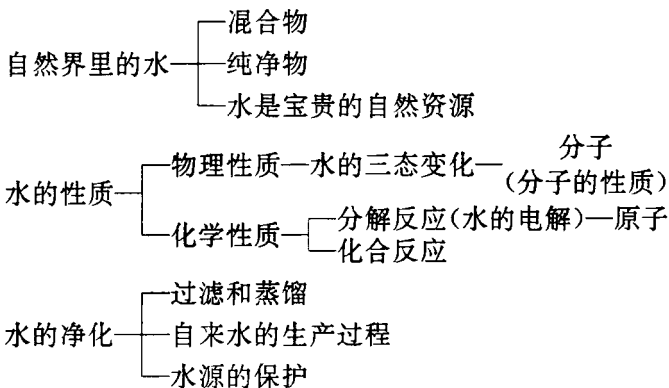 混合物
自然界里的水
纯净物
水是宝贵的自然资源
物理性质
水的三态变化
分子
(分子的性质)
水的性质
化学性质
分解反应(水的电解)
原子
化合反应
过滤和蒸馏
水的净化
自来水的生产过程
水源的保护